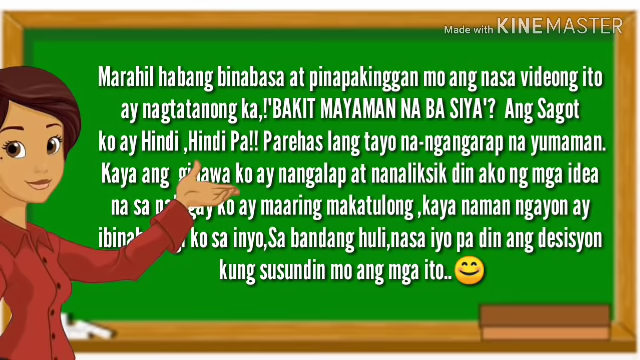 Made with KINEMASTER
Marahil habang binabasa at pinapakinggan mo ang nasa videong ito
ay nagtatanong ka,!'BAKIT MAYAMAN NA BA SIYA'? Ang Sagot
ko ay Hindi ,Hindi Pa!! Parehas lang tayo na-ngangarap na yumaman.
Kaya ang ginawa ko ay nangalap at nanaliksik din ako ng mga idea
na sa ko ay maaring makatulong ,kaya naman ngayon ay
ko sa inyo,Sa bandang huli,nasa iyo pa din ang desisyon
kung susundin mo ang mga ito..😊